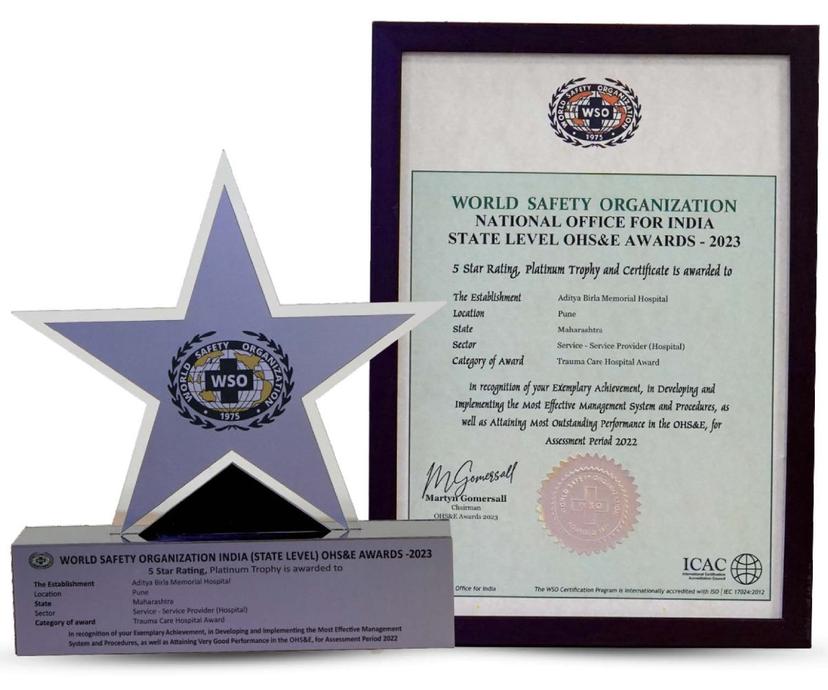 WORLD SAFETY ORGANIZATION
WSO
1975
WORLD SAFETY ORGANIZATION
NATIONAL OFFICE FOR INDIA
STATE LEVEL OHS&E AWARDS - 2023
5 Star Rating, Platinum Trophy and Certificate is awarded to
The Establishment Aditya Birla Memorial Hospital
Location Pune
State Maharashtra
Sector Service - Service Provider (Hospital)
Category of Award Trauma Care Hospital Award
in recognition of your Exemplary Achievement, in Developing and
Implementing the Most Effective Management System and Procedures, as
well as Attaining Most Outstanding Performance in the OHS&E, for
Assessment Period 2022
M Gomersall
Martyn Gomersall
Chairman
OHS&E Awards 2023
WSO
ICAC
International Certification
Accreditation Council
Office for India
The WSO Certification Program is internationally accredited with ISO | IEC 17024:2012
WORLD SAFETY ORGANIZATION
WSO
1975
WORLD SAFETY ORGANIZATION INDIA (STATE LEVEL) OHS&E AWARDS -2023
5 Star Rating, Platinum Trophy is awarded to
The Establishment Aditya Birla Memorial Hospital
Location Pune
State Maharashtra
Sector Service - Service Provider (Hospital)
Category of award Trauma Care Hospital Award
In recognition of your Exemplary Achievement, in Developing and Implementing the Most Effective Management
System and Procedures, as well as Attaining Very Good Performance in the OHS&E, for Assessment Period 2022